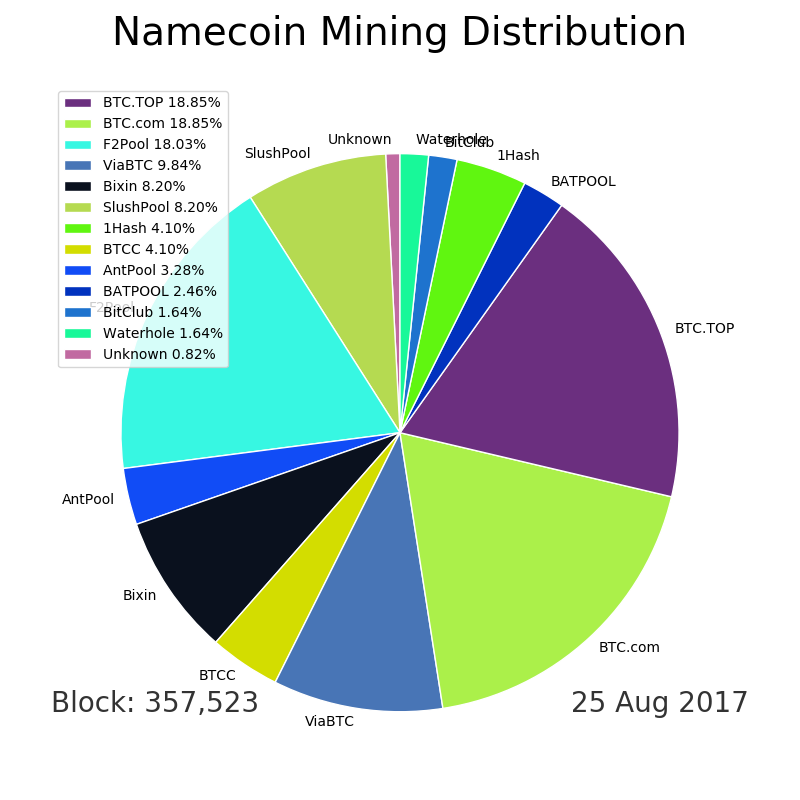 Namecoin Mining Distribution
BTC.TOP 18.85%
BTC.com 18.85%
F2Pool 18.03%
ViaBTC 9.84%
Bixin 8.20%
SlushPool 8.20%
1Hash 4.10%
BTCC 4.10%
AntPool 3.28%
BATPOOL 2.46%
BitClub 1.64%
Waterhole 1.64%
Unknown 0.82%
Unknown
Waterhole
BitClub
SlushPool
1Hash
BATPOOL
F2Pool
BTC.TOP
AntPool
Bixin
BTC.com
BTCC
ViaBTC
Block: 357,523
25 Aug 2017